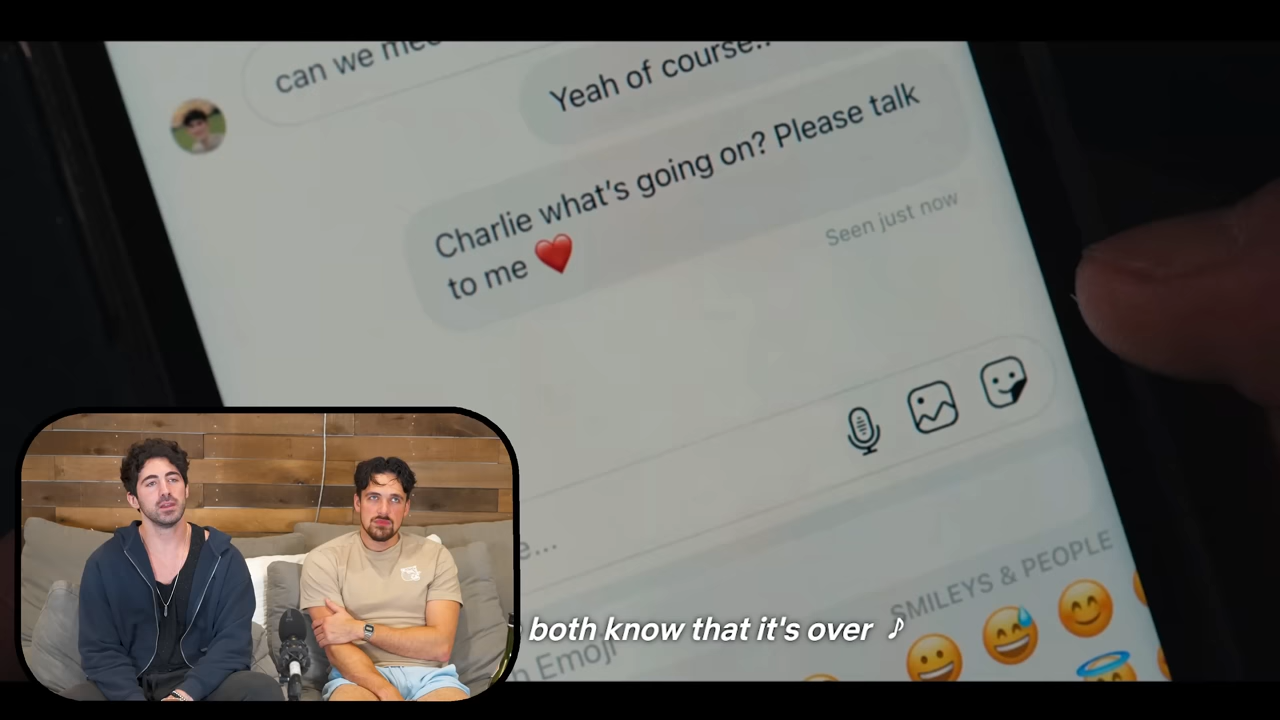 can we
Yeah of course..
Charlie what's going on? Please talk
to me ❤️
Seen just now
SMILEYS & PEOPLE
both know that it's over ♪
Emoji